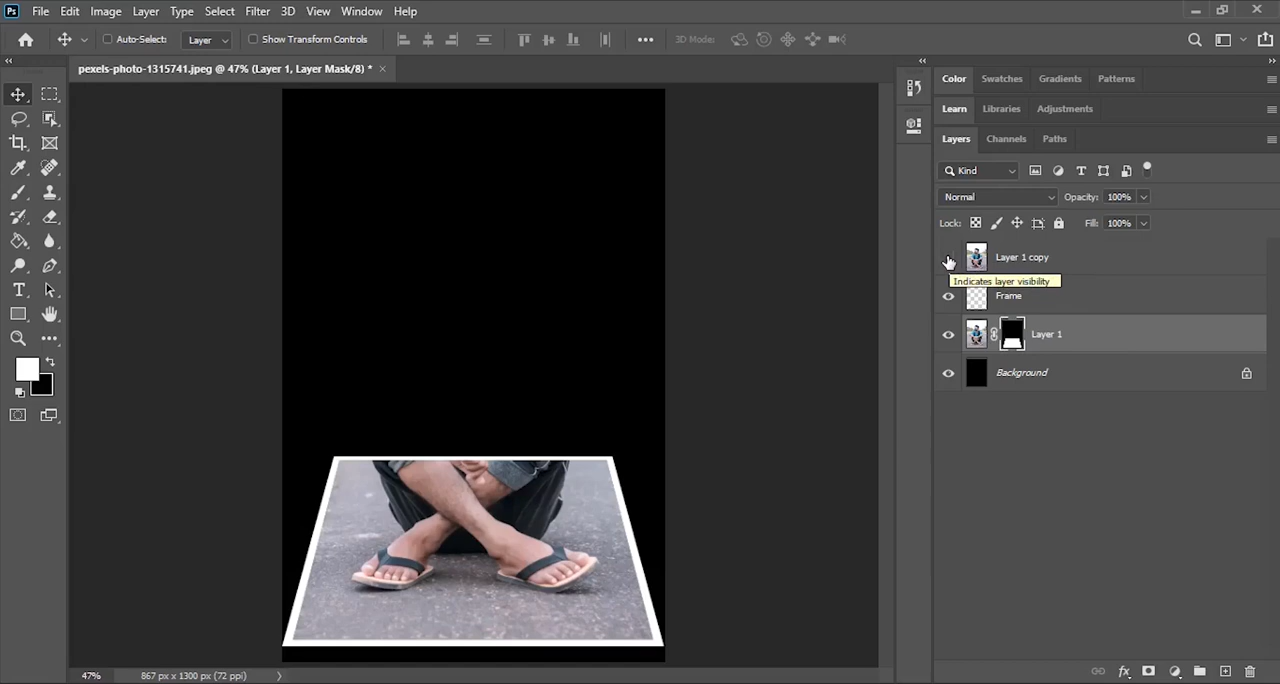 Ps File Edit Image Layer Type Select Filter 3D View Window Help
Auto-Select: Layer Show Transform Controls 3D Mode:
pexels-photo-1315741.jpeg @ 47% (Layer 1, Layer Mask/8) *
Color Swatches Gradients Patterns
Learn Libraries Adjustments
Layers Channels Paths
Kind
Normal Opacity: 100%
Lock: Fill: 100%
Layer 1 copy
Indicates layer visibility
Frame
Layer 1
Background
47% 867 px x 1300 px (72 ppi)